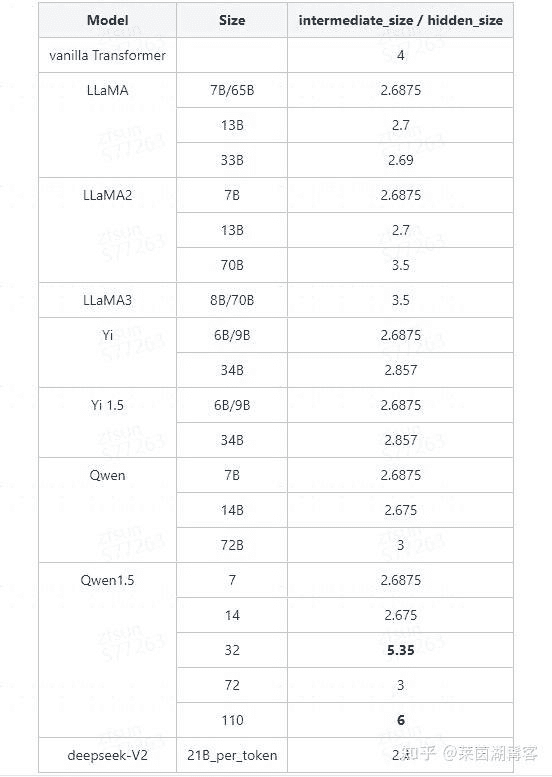 Model Size intermediate_size / hidden_size
vanilla Transformer 4
LLaMA 7B/65B 2.6875
13B 2.7
33B 2.69
LLaMA2 7B 2.6875
13B 2.7
70B 3.5
LLaMA3 8B/70B 3.5
Yi 6B/9B 2.6875
34B 2.857
Yi 1.5 6B/9B 2.6875
34B 2.857
Qwen 7B 2.6875
14B 2.675
72B 3
Qwen1.5 7 2.6875
14 2.675
32 5.35
72 3
110 6
deepseek-V2 21B_per_token
知乎 @莱茵湖畔客
ztsun
S77263